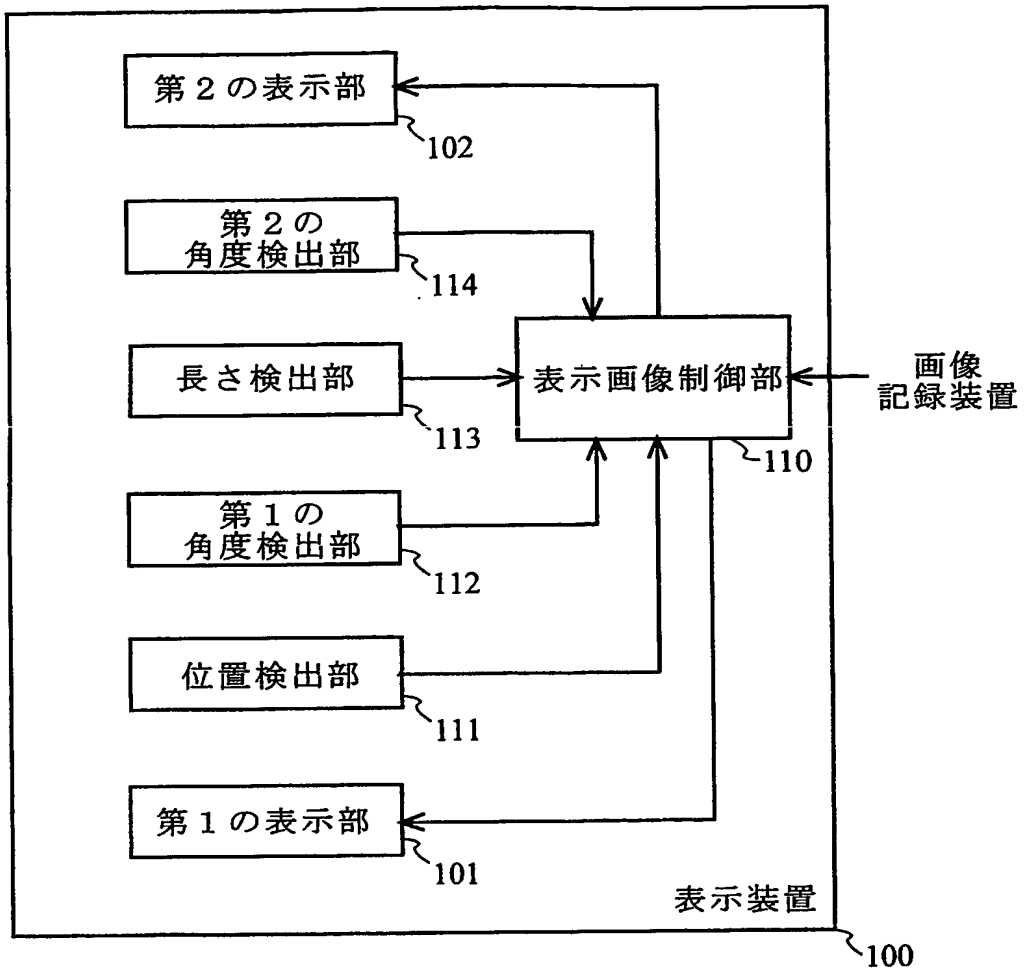 第２の表示部
102
第２の
角度検出部
114
長さ検出部
113
表示画像制御部
110
画像
記録装置
第１の
角度検出部
112
位置検出部
111
第１の表示部
101
表示装置
100